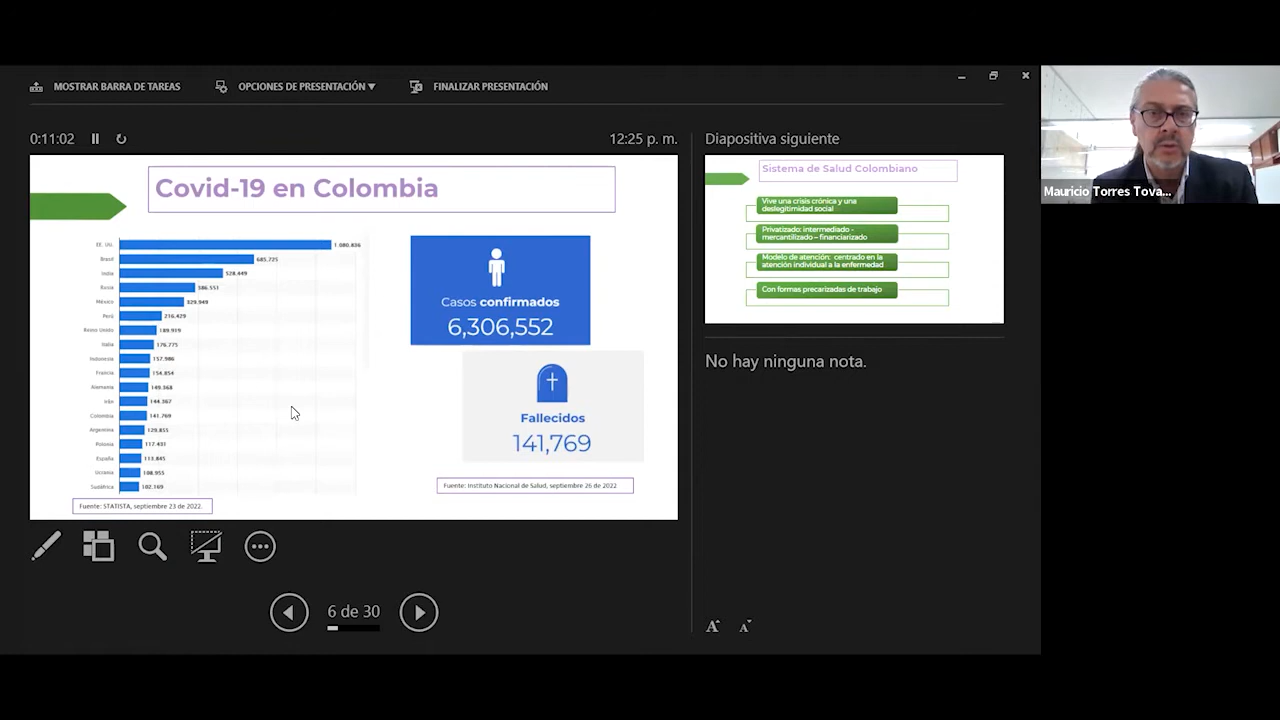 MOSTRAR BARRA DE TAREAS
OPCIONES DE PRESENTACIÓN
FINALIZAR PRESENTACIÓN
0:11:02
12:25 p. m.
Covid-19 en Colombia
EE. UU. 1.080.836
Brasil 685.725
India 528.449
Rusia 386.551
México 329.949
Perú 216.429
Reino Unido 189.919
Italia 176.775
Indonesia 157.986
Francia 154.854
Alemania 149.368
Irán 144.367
Colombia 141.769
Argentina 129.855
Polonia 117.431
España 113.845
Ucrania 108.955
Sudáfrica 102.169
Fuente: STATISTA, septiembre 23 de 2022.
Casos confirmados
6,306,552
Fallecidos
141,769
Fuente: Instituto Nacional de Salud, septiembre 26 de 2022
6 de 30
Diapositiva siguiente
Sistema de Salud Colombiano
Vive una crisis crónica y una
deslegitimidad social
Privatizado: intermediado -
mercantilizado – financiarizado
Modelo de atención: centrado en la
atención individual a la enfermedad
Con formas precarizadas de trabajo
No hay ninguna nota.
A A
Mauricio Torres Tova...